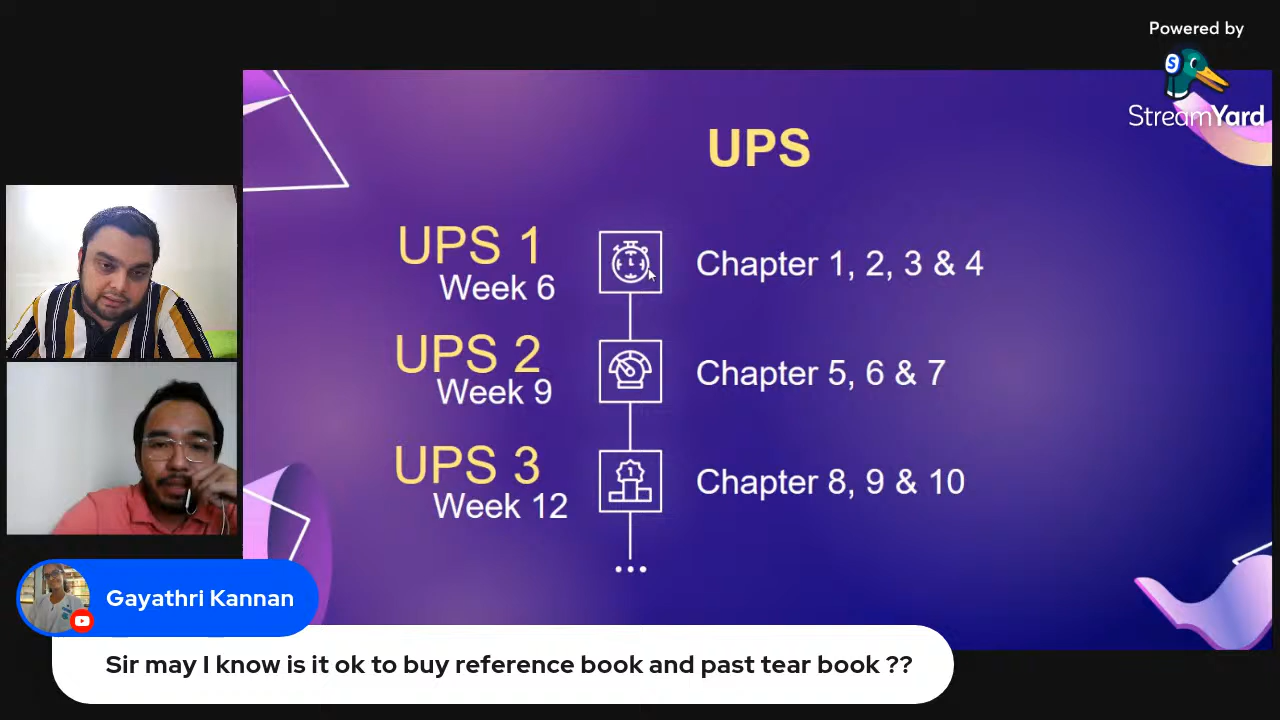 Powered by
StreamYard
UPS
UPS 1
Week 6
Chapter 1, 2, 3 & 4
UPS 2
Week 9
Chapter 5, 6 & 7
UPS 3
Week 12
Chapter 8, 9 & 10
...
Gayathri Kannan
Sir may I know is it ok to buy reference book and past tear book ??